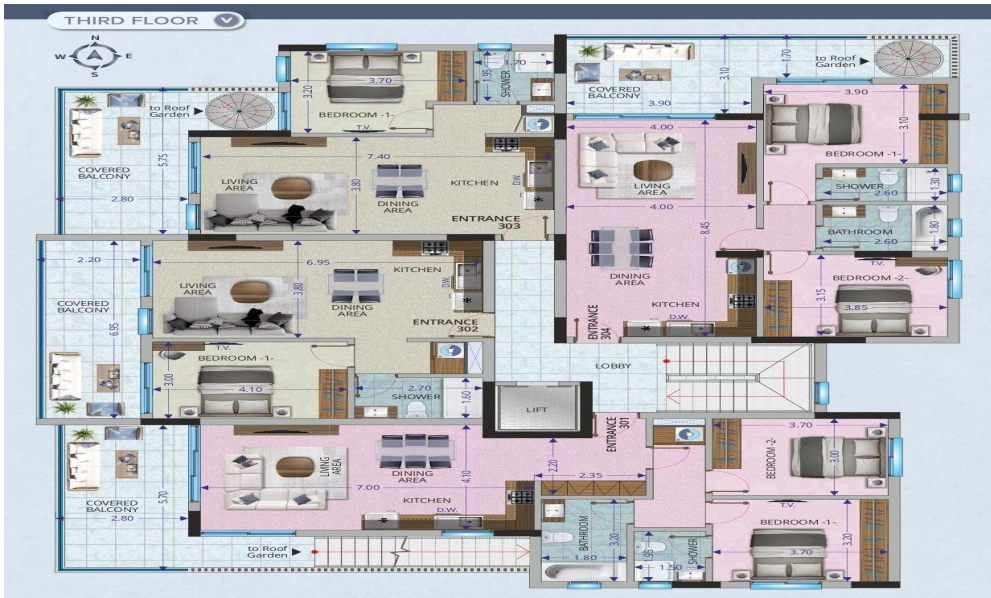 THIRD FLOOR
N
W E
S
to Roof
Garden
COVERED
BALCONY
5.75
2.80
3.20
3.70
BEDROOM -1-
T.V.
1.95
1.70
SHOWER
7.40
3.80
LIVING
AREA
DINING
AREA
KITCHEN
D.W.
ENTRANCE
303
COVERED
BALCONY
3.90
3.10
1.70
to Roof
Garden
4.00
LIVING
AREA
4.00
8.45
DINING
AREA
KITCHEN
D.W.
ENTRANCE
304
3.90
3.10
BEDROOM -1-
SHOWER
2.60
1.30
BATHROOM
2.60
1.80
T.V.
BEDROOM -2-
3.15
3.85
2.20
COVERED
BALCONY
6.95
6.95
LIVING
AREA
3.80
DINING
AREA
KITCHEN
D.W.
ENTRANCE
302
T.V.
BEDROOM -1-
3.00
4.10
2.70
SHOWER
1.60
LOBBY
LIFT
ENTRANCE
301
COVERED
BALCONY
2.80
5.70
LIVING
AREA
7.00
DINING
AREA
4.10
KITCHEN
D.W.
to Roof
Garden
2.20
2.35
BATHROOM
3.20
1.80
1.95
SHOWER
1.50
3.70
BEDROOM -2-
3.00
T.V.
BEDROOM -1-
3.70
3.20